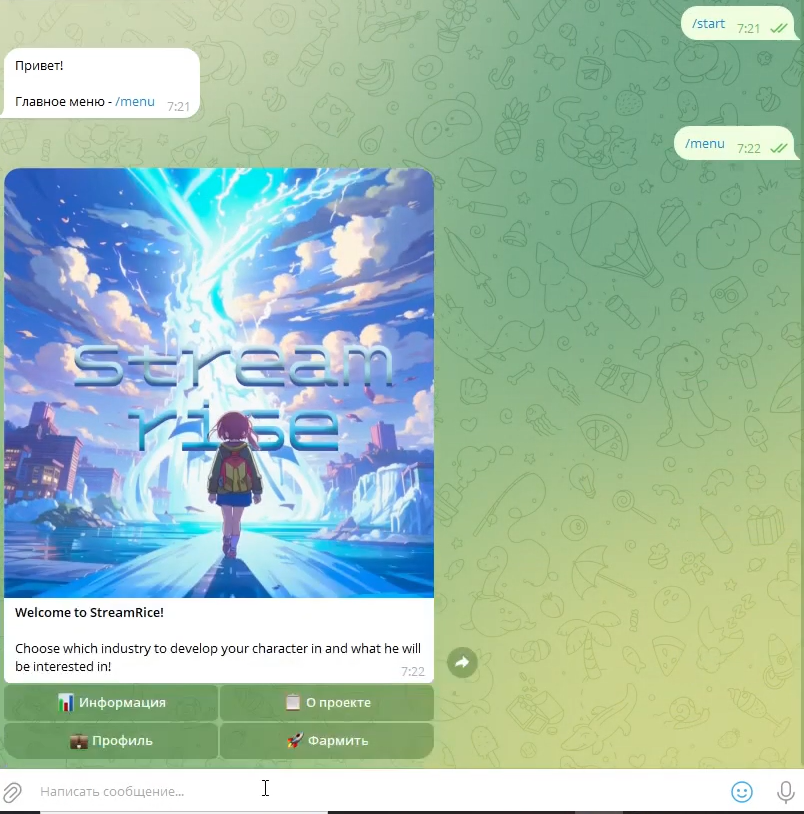 /start 7:21
Привет!
Главное меню - /menu 7:21
/menu 7:22
stream
rise
Welcome to StreamRice!
Choose which industry to develop your character in and what he will
be interested in!
7:22
Информация
О проекте
Профиль
Фармить
Написать сообщение...